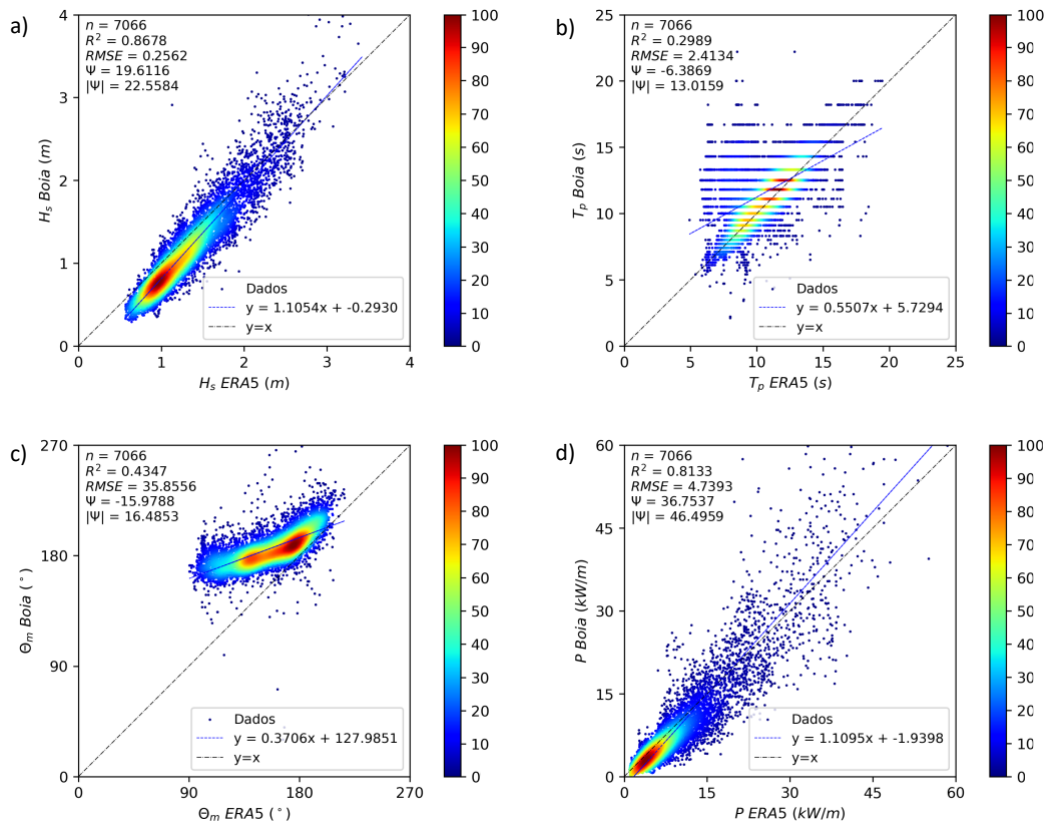 a)
n = 7066
R² = 0.8678
RMSE = 0.2562
Ψ = 19.6116
|Ψ| = 22.5584
4
3
2
1
0
H_s Boia (m)
Dados
y = 1.1054x + -0.2930
y=x
0 1 2 3 4
H_s ERA5 (m)
100
90
80
70
60
50
40
30
20
10
0
b)
n = 7066
R² = 0.2989
RMSE = 2.4134
Ψ = -6.3869
|Ψ| = 13.0159
25
20
15
10
5
0
T_p Boia (s)
Dados
y = 0.5507x + 5.7294
y=x
0 5 10 15 20 25
T_p ERA5 (s)
100
90
80
70
60
50
40
30
20
10
0
c)
n = 7066
R² = 0.4347
RMSE = 35.8556
Ψ = -15.9788
|Ψ| = 16.4853
270
180
90
0
Θ_m Boia (°)
Dados
y = 0.3706x + 127.9851
y=x
0 90 180 270
Θ_m ERA5 (°)
100
90
80
70
60
50
40
30
20
10
0
d)
n = 7066
R² = 0.8133
RMSE = 4.7393
Ψ = 36.7537
|Ψ| = 46.4959
60
45
30
15
0
P Boia (kW/m)
Dados
y = 1.1095x + -1.9398
y=x
0 15 30 45 60
P ERA5 (kW/m)
100
90
80
70
60
50
40
30
20
10
0